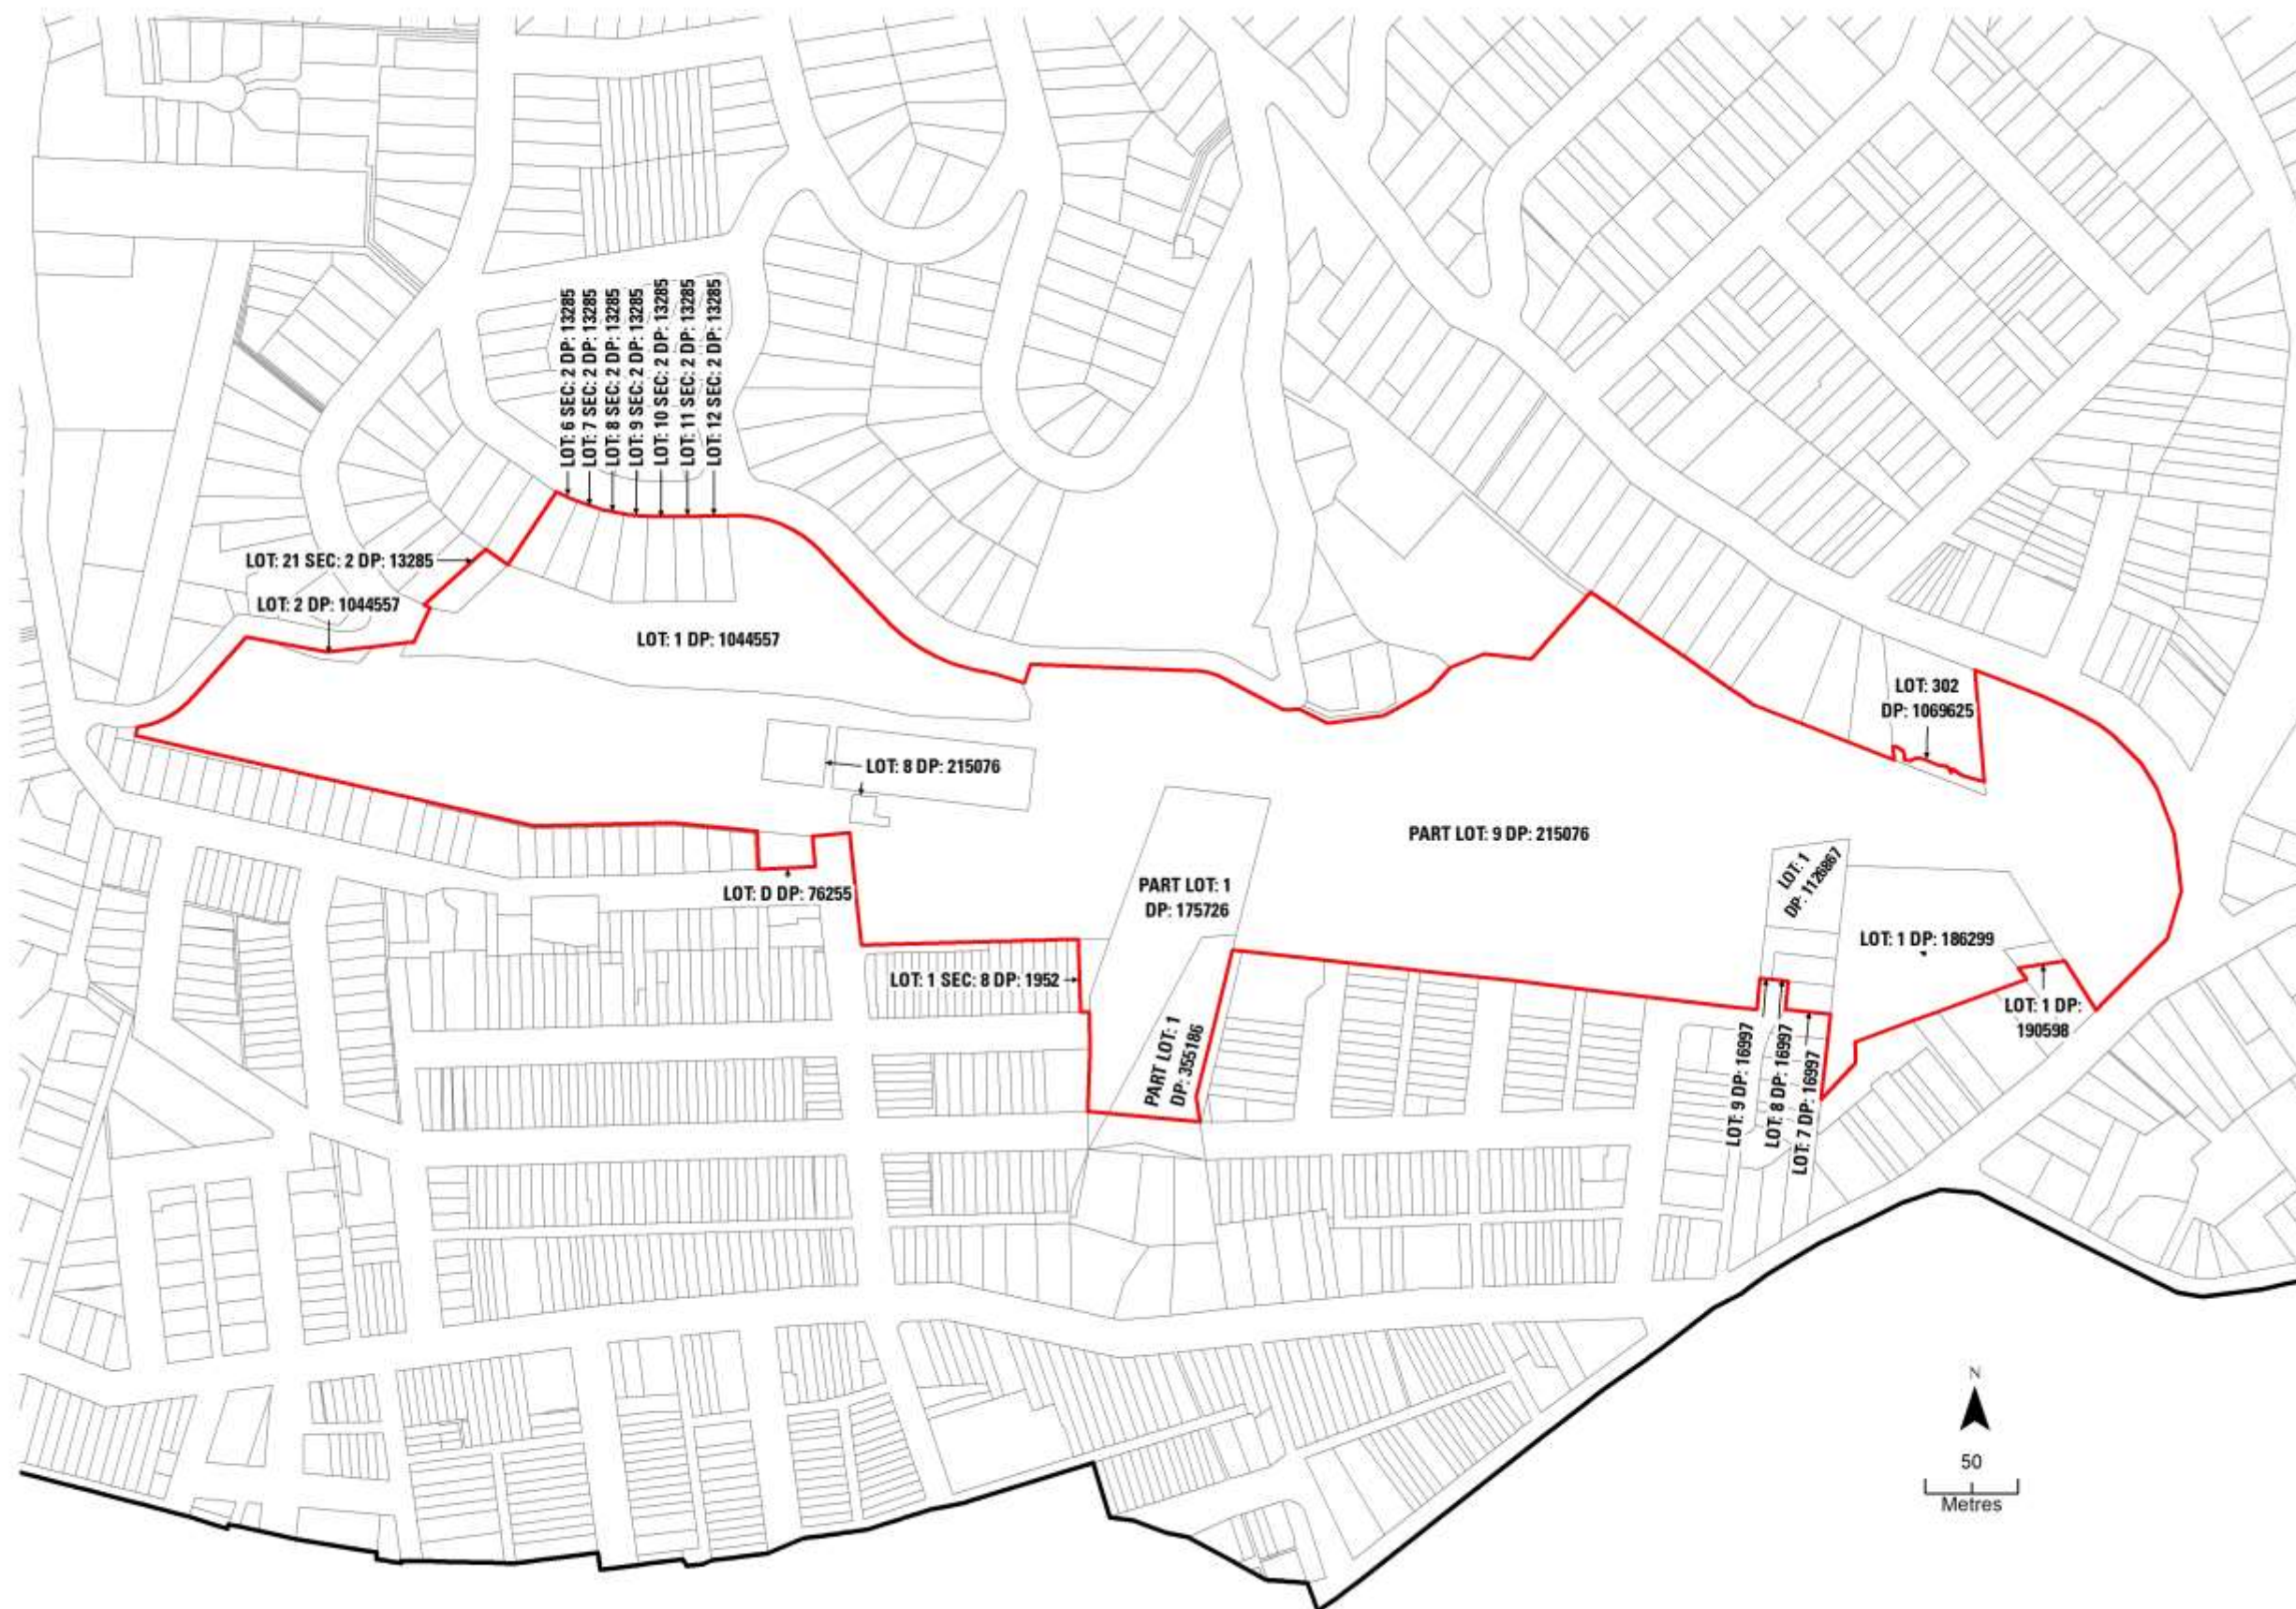 LOT: 6 SEC: 2 DP: 13285
LOT: 7 SEC: 2 DP: 13285
LOT: 8 SEC: 2 DP: 13285
LOT: 9 SEC: 2 DP: 13285
LOT: 10 SEC: 2 DP: 13285
LOT: 11 SEC: 2 DP: 13285
LOT: 12 SEC: 2 DP: 13285
LOT: 21 SEC: 2 DP: 13285
LOT: 2 DP: 1044557
LOT: 1 DP: 1044557
LOT: 302
DP: 1069625
LOT: 8 DP: 215076
PART LOT: 9 DP: 215076
LOT: D DP: 76255
PART LOT: 1
DP: 175726
LOT: 1
DP: 1126867
LOT: 1 DP: 186299
LOT: 1 SEC: 8 DP: 1952
LOT: 1 DP:
190598
PART LOT: 1
DP: 355186
LOT: 9 DP: 16997
LOT: 8 DP: 16997
LOT: 7 DP: 16997
N
50
Metres